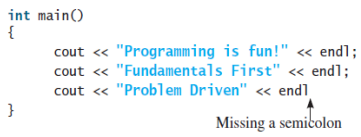 int main()
{
cout << "Programming is fun!" << endl;
cout << "Fundamentals First" << endl;
cout << "Problem Driven" << endl
}
Missing a semicolon